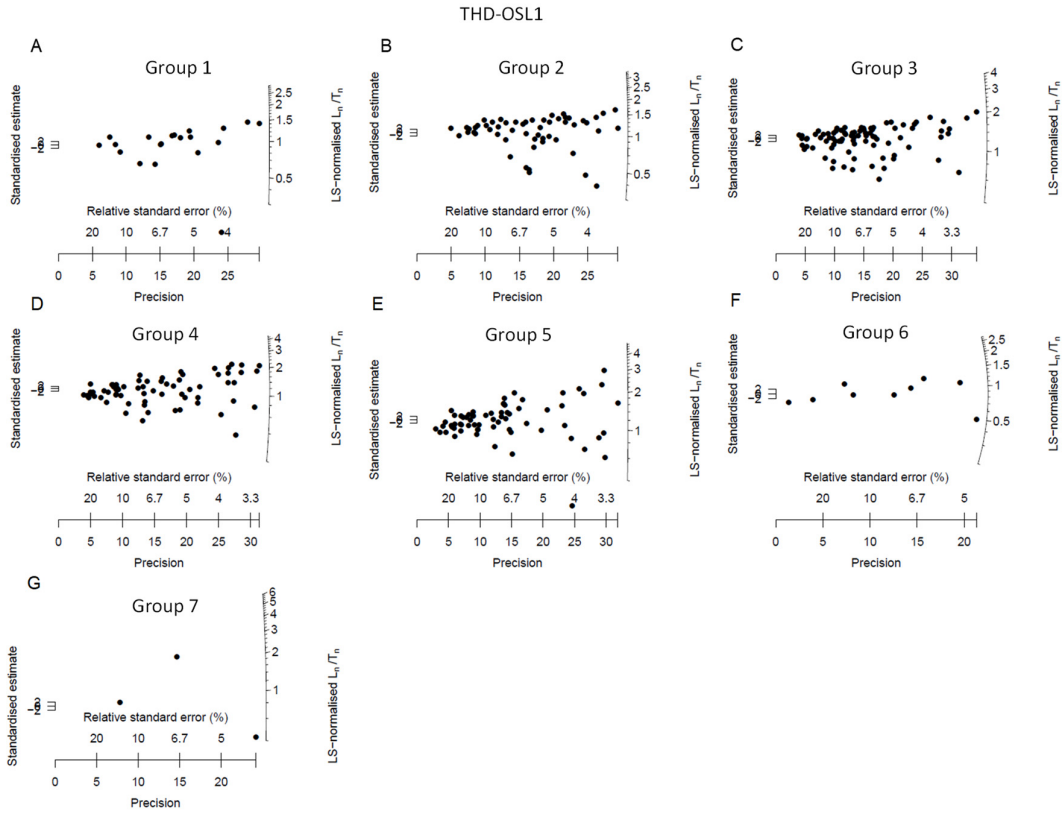 THD-OSL1
A
Group 1
Standardised estimate
−2
2.5
1.5
1
0.5
LS−normalised Ln /Tn
Relative standard error (%)
20 10 6.7 5 4
0 5 10 15 20 25
Precision
B
Group 2
Standardised estimate
−2
3
2.5
1.5
1
0.5
LS−normalised Ln /Tn
Relative standard error (%)
20 10 6.7 5 4
0 5 10 15 20 25
Precision
C
Group 3
Standardised estimate
−2
4
3
2
1
LS−normalised Ln /Tn
Relative standard error (%)
20 10 6.7 5 4 3.3
0 5 10 15 20 25 30
Precision
D
Group 4
Standardised estimate
−2
4
3
2
1
LS−normalised Ln /Tn
Relative standard error (%)
20 10 6.7 5 4 3.3
0 5 10 15 20 25 30
Precision
E
Group 5
Standardised estimate
−2
4
3
2
1
LS−normalised Ln /Tn
Relative standard error (%)
20 10 6.7 5 4 3.3
0 5 10 15 20 25 30
Precision
F
Group 6
Standardised estimate
−2
2.5
1.5
1
0.5
LS−normalised Ln /Tn
Relative standard error (%)
20 10 6.7 5
0 5 10 15 20
Precision
G
Group 7
Standardised estimate
−2
6
5
4
3
2
1
LS−normalised Ln /Tn
Relative standard error (%)
20 10 6.7 5
0 5 10 15 20
Precision